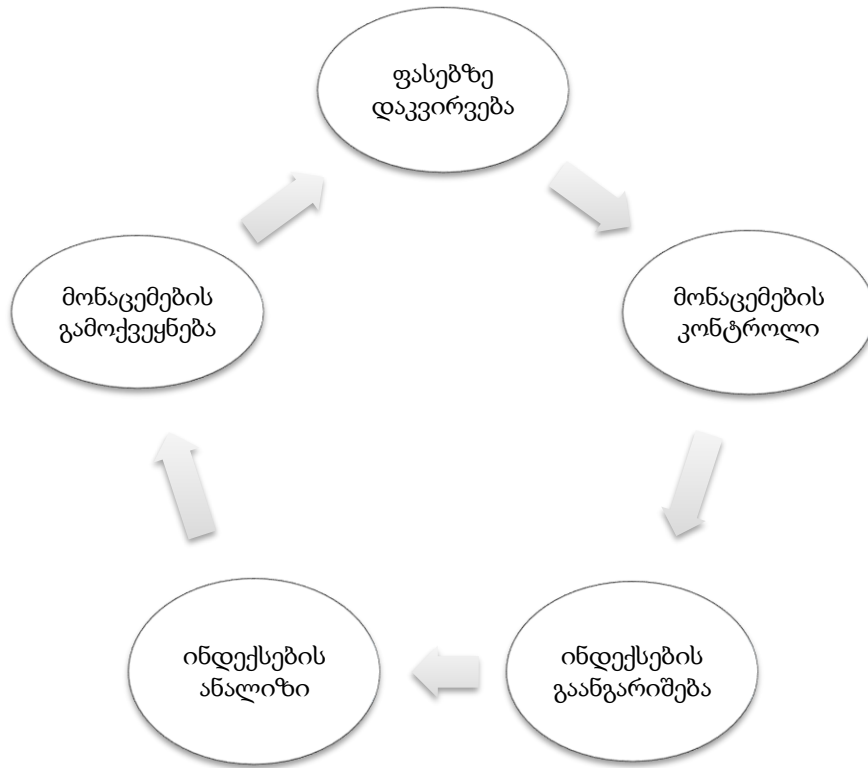 ფასებზე
დაკვირვება
მონაცემების
კონტროლი
ინდექსების
გაანგარიშება
ინდექსების
ანალიზი
მონაცემების
გამოქვეყნება